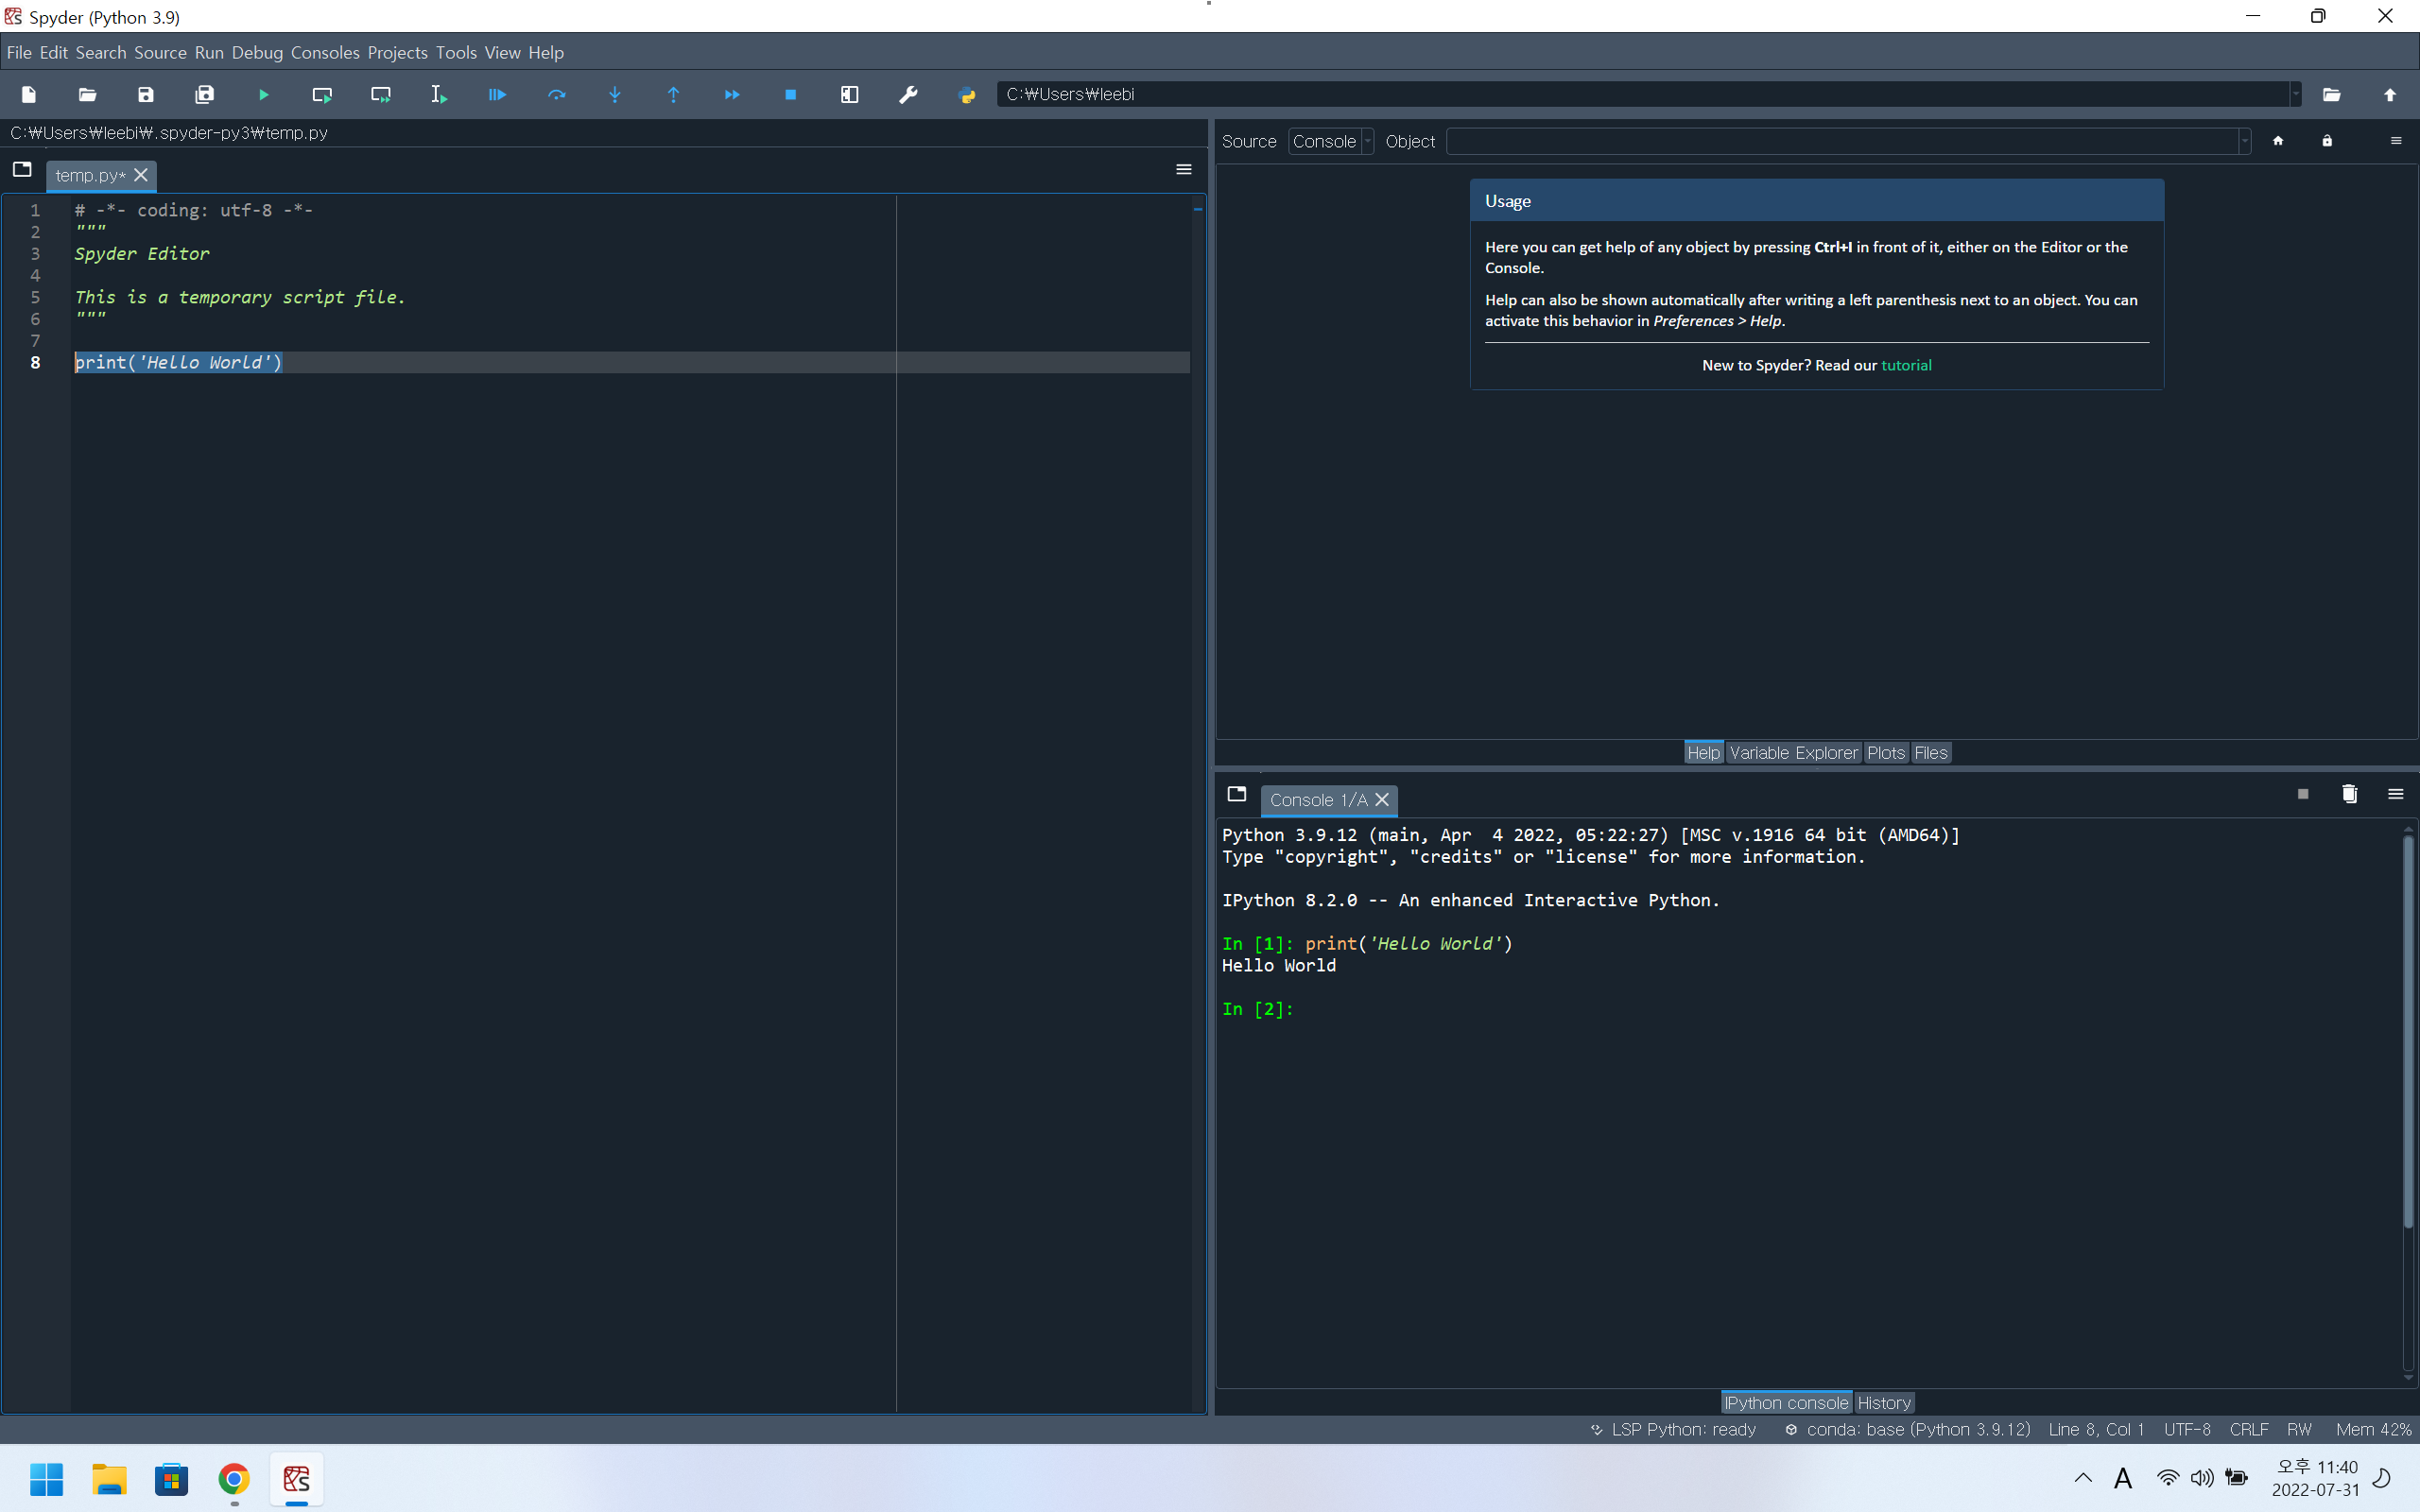 Spyder (Python 3.9)
File Edit Search Source Run Debug Consoles Projects Tools View Help
C:₩Users₩leebi
C:₩Users₩leebi₩.spyder-py3₩temp.py
temp.py*
1 # -*- coding: utf-8 -*-
2 """
3 Spyder Editor
4
5 This is a temporary script file.
6 """
7
8 print('Hello World')
Source Console Object
Usage
Here you can get help of any object by pressing Ctrl+I in front of it, either on the Editor or the
Console.
Help can also be shown automatically after writing a left parenthesis next to an object. You can
activate this behavior in Preferences > Help.
New to Spyder? Read our tutorial
Help Variable Explorer Plots Files
Console 1/A
Python 3.9.12 (main, Apr  4 2022, 05:22:27) [MSC v.1916 64 bit (AMD64)]
Type "copyright", "credits" or "license" for more information.
IPython 8.2.0 -- An enhanced Interactive Python.
In [1]: print('Hello World')
Hello World
In [2]:
IPython console History
LSP Python: ready conda: base (Python 3.9.12) Line 8, Col 1 UTF-8 CRLF RW Mem 42%
A
오후 11:40
2022-07-31